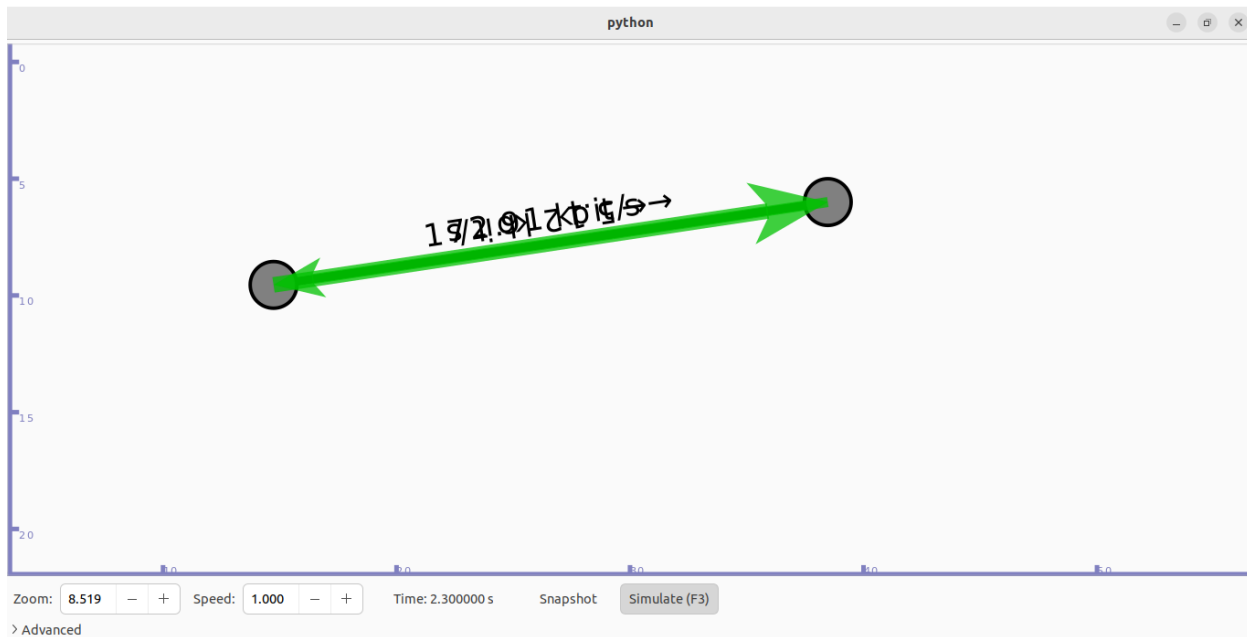 python
0
5
10
15
20
10 20 30 40 50
Zoom: 8.519 − + Speed: 1.000 − + Time: 2.300000 s Snapshot Simulate (F3)
> Advanced